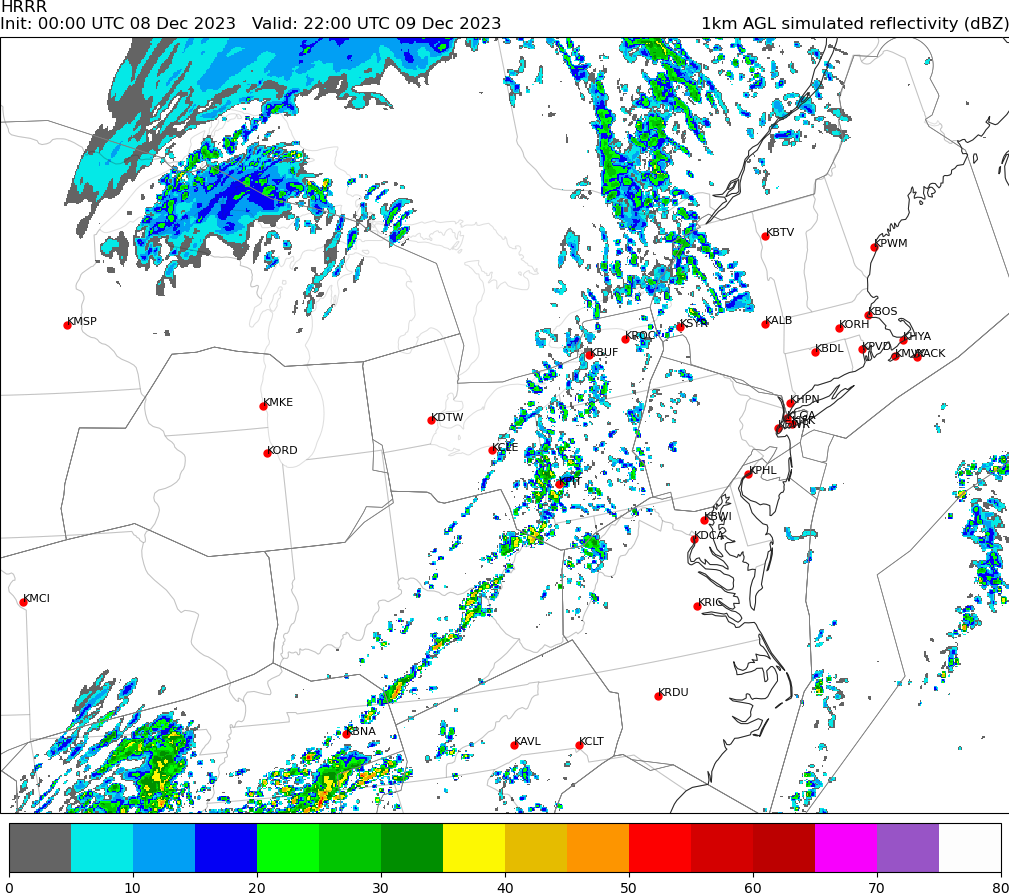 HRRR
Init: 00:00 UTC 08 Dec 2023 Valid: 22:00 UTC 09 Dec 2023 1km AGL simulated reflectivity (dBZ)
KBTV
KPWM
KMSP
KBOS
KSYR
KALB
KORH
KROC
KHYA
KBUF
KBDL
KPVD
KACK
KMKE
KHPN
KDTW
KLGA
KORD
KCLE
KPHL
KBWI
KDCA
KMCI
KRIC
KRDU
KBNA
KAVL
KCLT
0 10 20 30 40 50 60 70 80